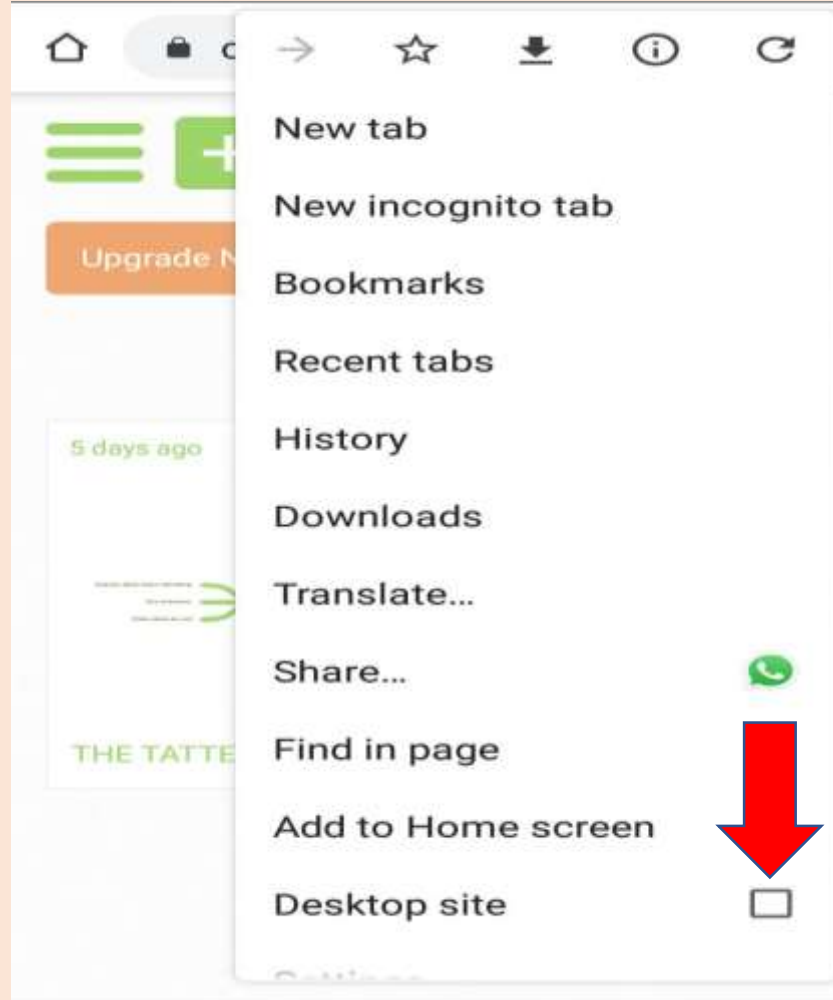 New tab
New incognito tab
Upgrade N
Bookmarks
Recent tabs
5 days ago
History
Downloads
Translate...
Share...
THE TATTE
Find in page
Add to Home screen
Desktop site